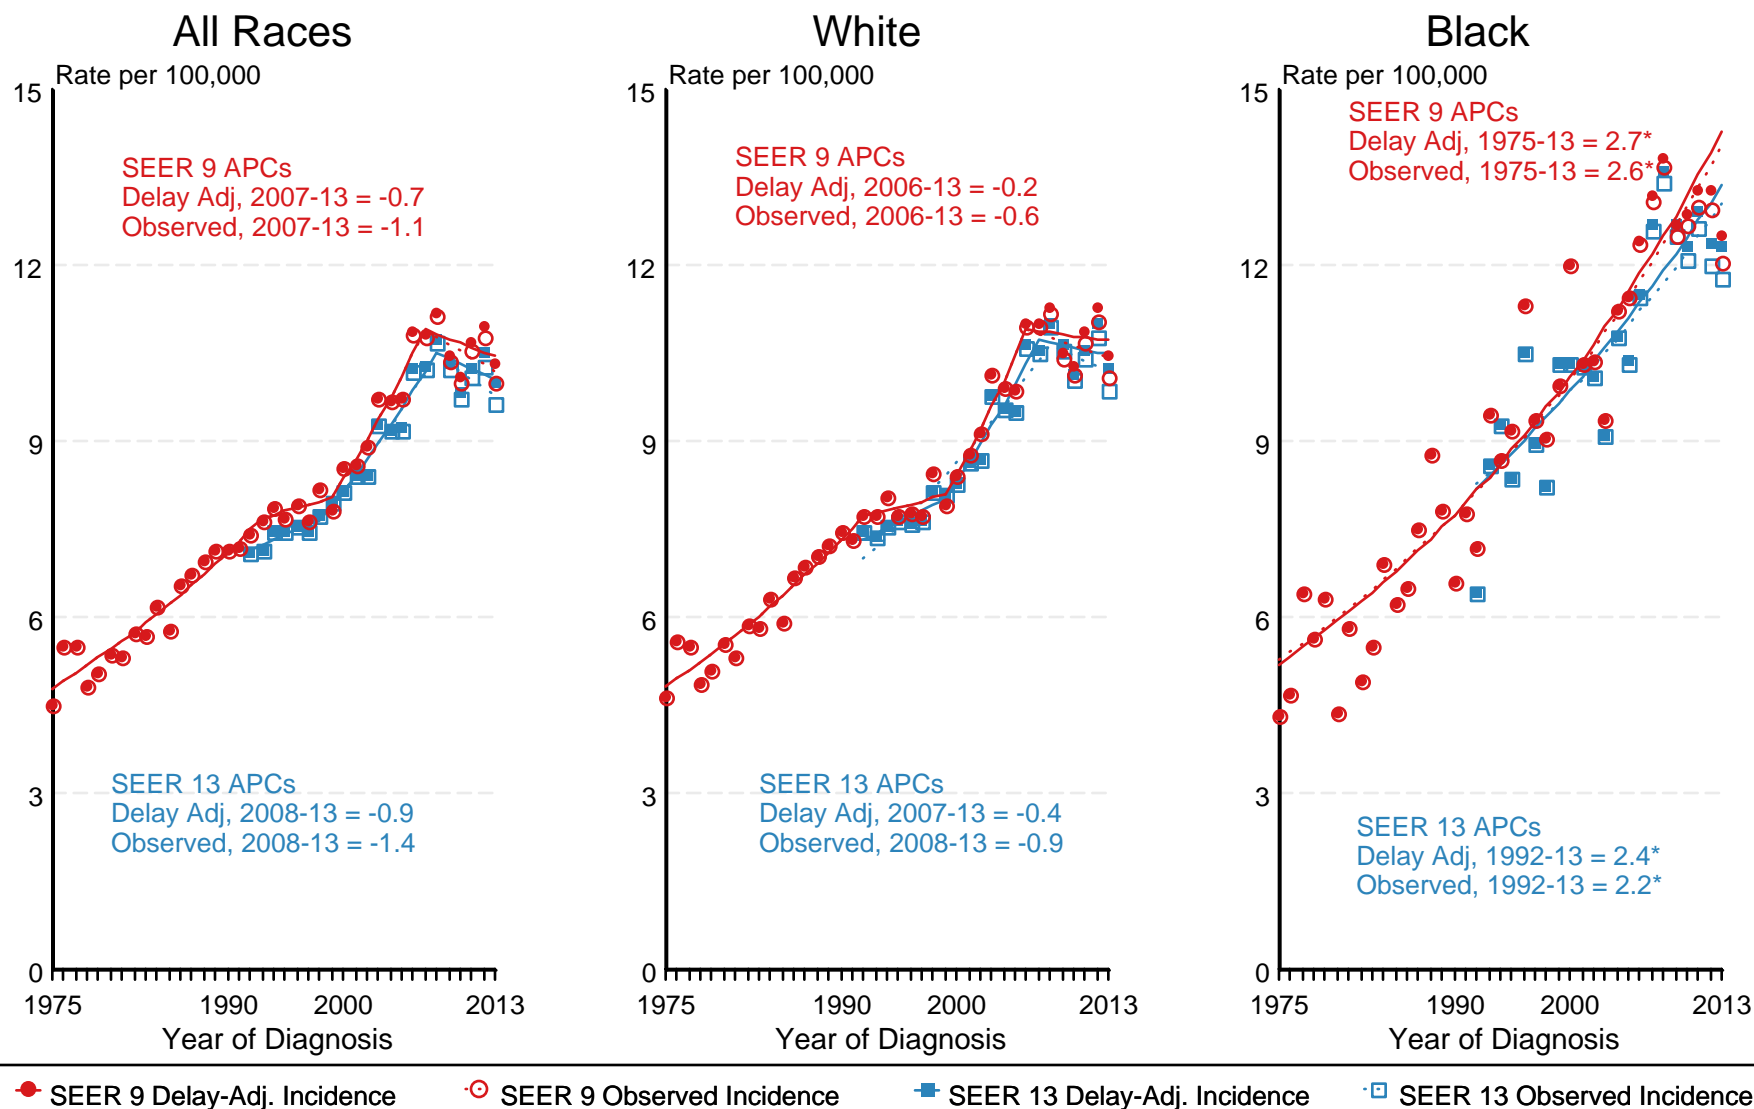 All Races
White
Black
Rate per 100,000
Rate per 100,000
Rate per 100,000
15
12
9
6
3
0
SEER 9 APCs
Delay Adj, 2007-13 = -0.7
Observed, 2007-13 = -1.1
SEER 13 APCs
Delay Adj, 2008-13 = -0.9
Observed, 2008-13 = -1.4
1975
1990
2000
2013
Year of Diagnosis
15
12
9
6
3
0
SEER 9 APCs
Delay Adj, 2006-13 = -0.2
Observed, 2006-13 = -0.6
SEER 13 APCs
Delay Adj, 2007-13 = -0.4
Observed, 2008-13 = -0.9
1975
1990
2000
2013
Year of Diagnosis
15
12
9
6
3
0
SEER 9 APCs
Delay Adj, 1975-13 = 2.7*
Observed, 1975-13 = 2.6*
SEER 13 APCs
Delay Adj, 1992-13 = 2.4*
Observed, 1992-13 = 2.2*
1975
1990
2000
2013
Year of Diagnosis
SEER 9 Delay-Adj. Incidence
SEER 9 Observed Incidence
SEER 13 Delay-Adj. Incidence
SEER 13 Observed Incidence